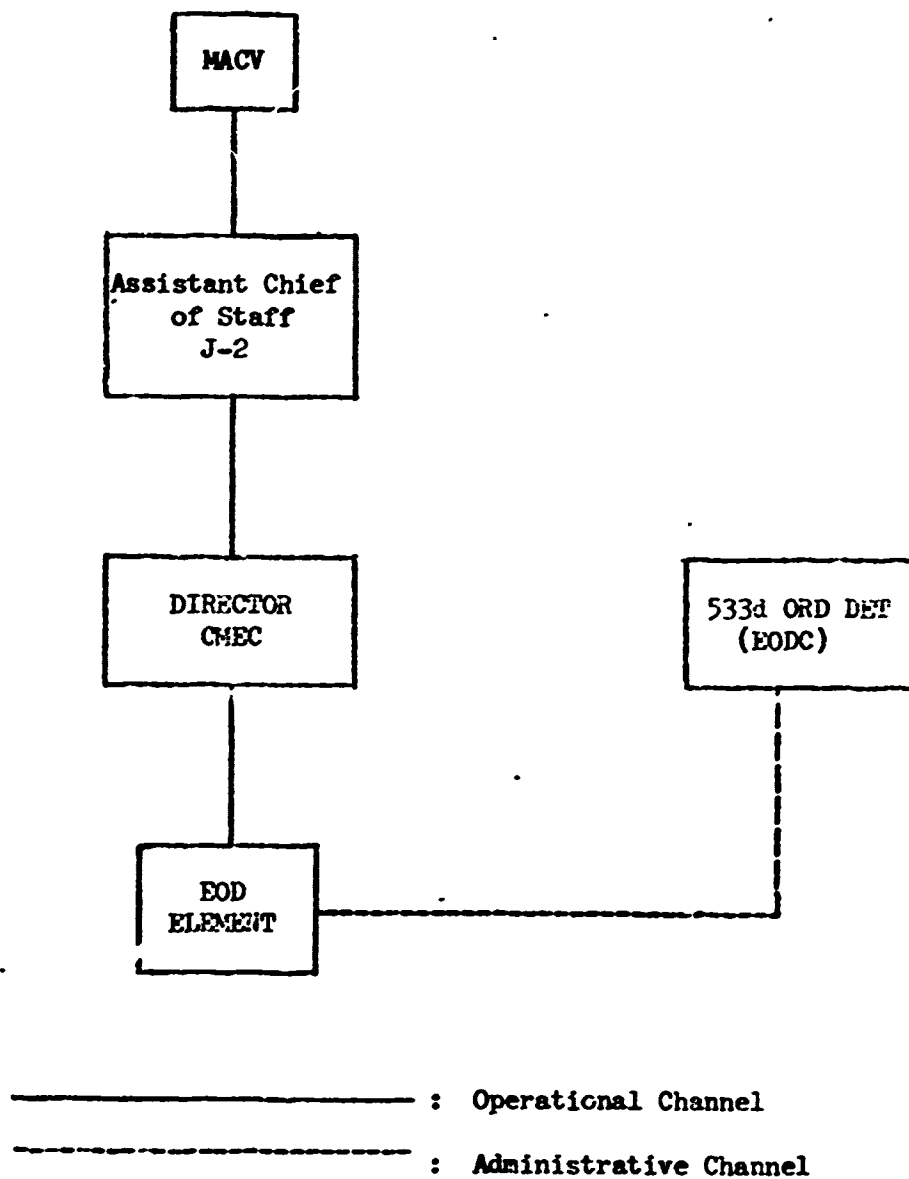 MACV
Assistant Chief
of Staff
J-2
DIRECTOR
CMEC
533d ORD DET
(EODC)
EOD
ELEMENT
: Operational Channel
: Administrative Channel